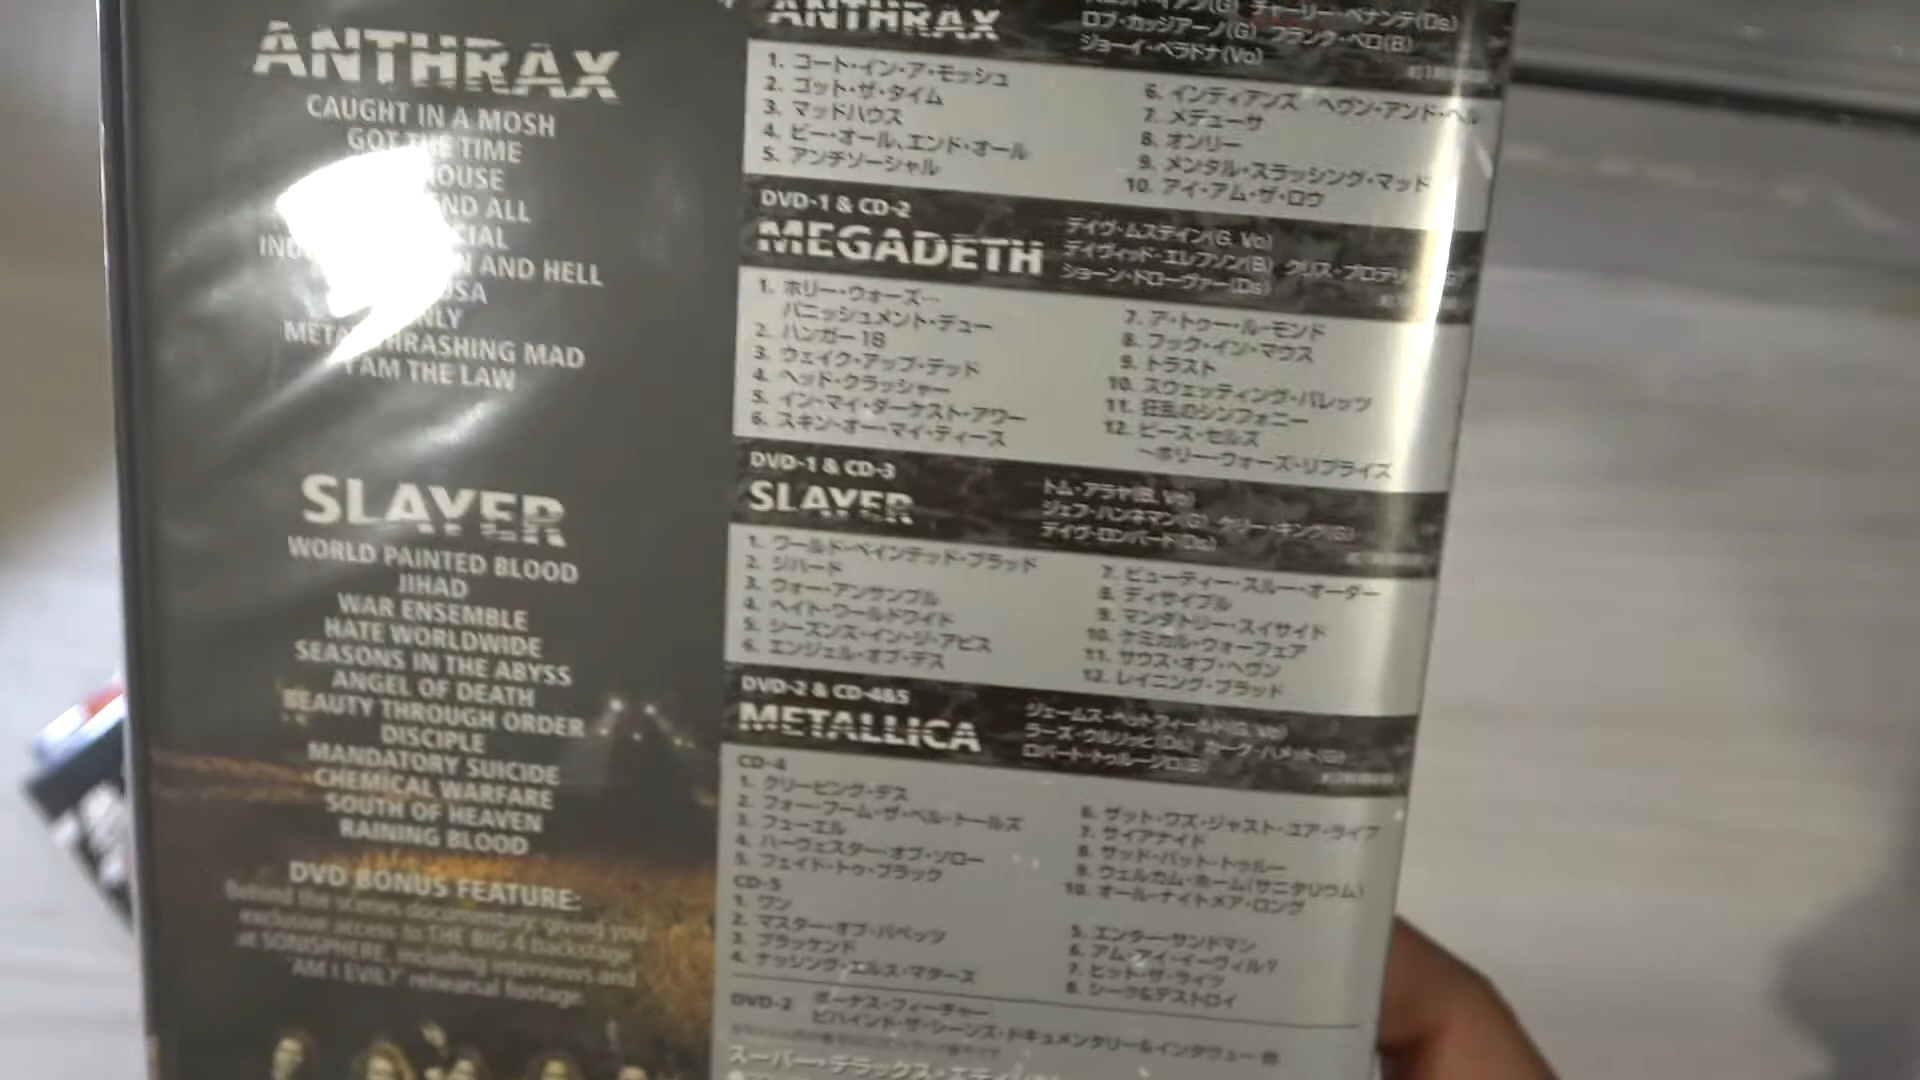 ANTHRAX
CAUGHT IN A MOSH
GOT THE TIME
HOUSE
ND ALL
CIAL
IND N AND HELL
USA
ONLY
METAL THRASHING MAD
I AM THE LAW
SLAYER
WORLD PAINTED BLOOD
JIHAD
WAR ENSEMBLE
HATE WORLDWIDE
SEASONS IN THE ABYSS
ANGEL OF DEATH
BEAUTY THROUGH ORDER
DISCIPLE
MANDATORY SUICIDE
CHEMICAL WARFARE
SOUTH OF HEAVEN
RAINING BLOOD
DVD BONUS FEATURE:
Behind the scenes documentary giving you
exclusive access to THE BIG 4 backstage
at SONISPHERE, including interviews and
"AM I EVIL?" rehearsal footage.
ANTHRAX
チャーリー・ベナンテ(Ds)
ロブ・カッジアーノ(G) フランク・ベロ(B)
ジョーイ・ベラドナ(Vo)
1. コート・イン・ア・モッシュ
2. ゴット・ザ・タイム
3. マッドハウス
4. ビー・オール、エンド・オール
5. アンチソーシャル
6. インディアンズ〜ヘヴン・アンド・ヘル
7. メデューサ
8. オンリー
9. メンタル・スラッシング・マッド
10. アイ・アム・ザ・ロウ
DVD-1 & CD-2
MEGADETH
デイヴ・ムステイン(G, Vo)
デイヴィッド・エレフソン(B) クリス・ブロデリ
ショーン・ドローヴァー(Ds)
1. ホリー・ウォーズ…
パニッシュメント・デュー
2. ハンガー18
3. ウェイク・アップ・デッド
4. ヘッド・クラッシャー
5. イン・マイ・ダーケスト・アワー
6. スキン・オー・マイ・ティース
7. ア・トゥー・ル・モンド
8. フック・イン・マウス
9. トラスト
10. スウェッティング・バレッツ
11. 狂乱のシンフォニー
12. ピース・セルズ
〜ホリー・ウォーズ・リプライズ
DVD-1 & CD-3
SLAYER
トム・アラヤ(B, Vo)
ジェフ・ハンネマン(G) ケリー・キング(G)
デイヴ・ロンバード(Ds)
1. ワールド・ペインテッド・ブラッド
2. ジハード
3. ウォー・アンサンブル
4. ヘイト・ワールドワイド
5. シーズンズ・イン・ジ・アビス
6. エンジェル・オブ・デス
7. ビューティー・スルー・オーダー
8. ディサイプル
9. マンダトリー・スイサイド
10. ケミカル・ウォーフェア
11. サウス・オブ・ヘヴン
12. レイニング・ブラッド
DVD-2 & CD-4&5
METALLICA
ジェームズ・ヘットフィールド(G, Vo)
ラーズ・ウルリッヒ(Ds) カーク・ハメット(G)
ロバート・トゥルージロ(B)
CD-4
1. クリーピング・デス
2. フォー・フーム・ザ・ベル・トールズ
3. フューエル
4. ハーヴェスター・オブ・ソロー
5. フェイド・トゥ・ブラック
6. ザット・ワズ・ジャスト・ユア・ライフ
7. サイアナイド
8. サッド・バット・トゥルー
9. ウェルカム・ホーム(サニタリウム)
10. オール・ナイトメア・ロング
CD-5
1. ワン
2. マスター・オブ・パペッツ
3. ブラッケンド
4. ナッシング・エルス・マターズ
5. エンター・サンドマン
6. アム・アイ・イーヴィル?
7. ヒット・ザ・ライツ
8. シーク&デストロイ
DVD-2 ボーナス・フィーチャー:
ビハインド・ザ・シーンズ・ドキュメンタリー&インタヴュー 他
スーパー・デラックス・エディ